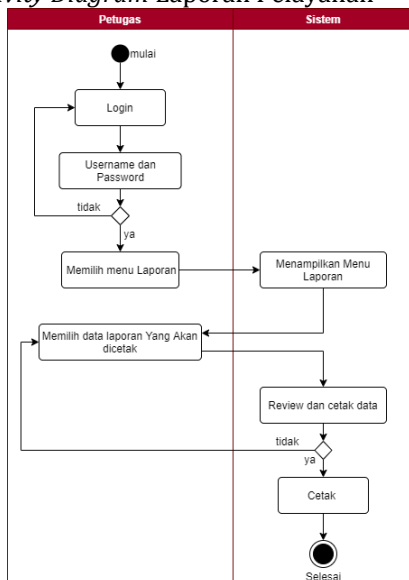 Diagram Laporan Pelayanan
Petugas
Sistem
mulai
Login
Username dan
Password
tidak
ya
Memilih menu Laporan
Menampilkan Menu
Laporan
Memilih data laporan Yang Akan
dicetak
Review dan cetak data
tidak
ya
Cetak
Selesai